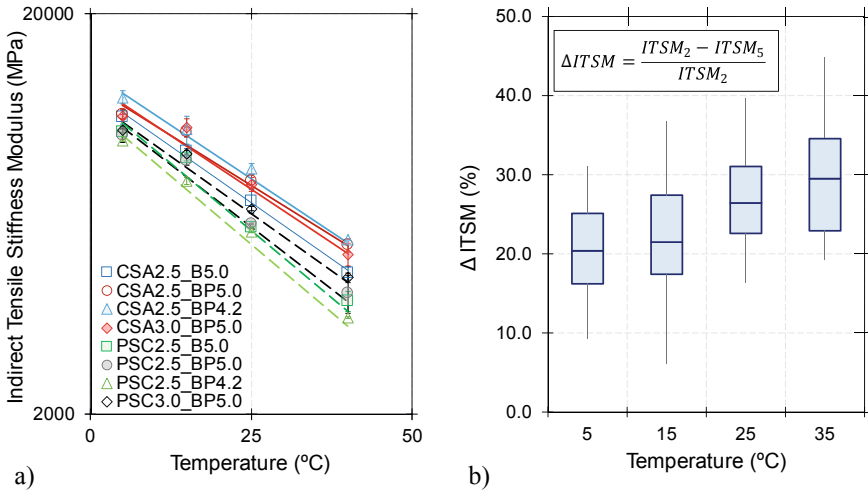 20000
2000
0
25
50
Indirect Tensile Stiffness Modulus (MPa)
Temperature (ºC)
CSA2.5_B5.0
CSA2.5_BP5.0
CSA2.5_BP4.2
CSA3.0_BP5.0
PSC2.5_B5.0
PSC2.5_BP5.0
PSC2.5_BP4.2
PSC3.0_BP5.0
a)
50.0
40.0
30.0
20.0
10.0
0.0
Δ ITSM (%)
ΔITSM = (ITSM₂ − ITSM₅) / ITSM₂
5
15
25
35
Temperature (ºC)
b)